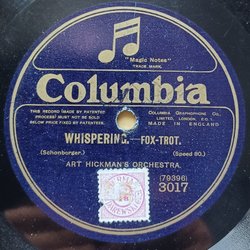 "Magic Notes"
TRADE MARK.
Columbia
THIS RECORD (MADE BY PATENTED
PROCESS) MUST NOT BE SOLD
BELOW PRICE FIXED BY PATENTEES.
COLUMBIA GRAPHOPHONE CO.,
LIMITED, LONDON, E.C.1.
MADE IN ENGLAND
WHISPERING.—FOX-TROT.
(Schonberger.)
(Speed 80.)
ART HICKMAN'S ORCHESTRA.
(79396)
3017